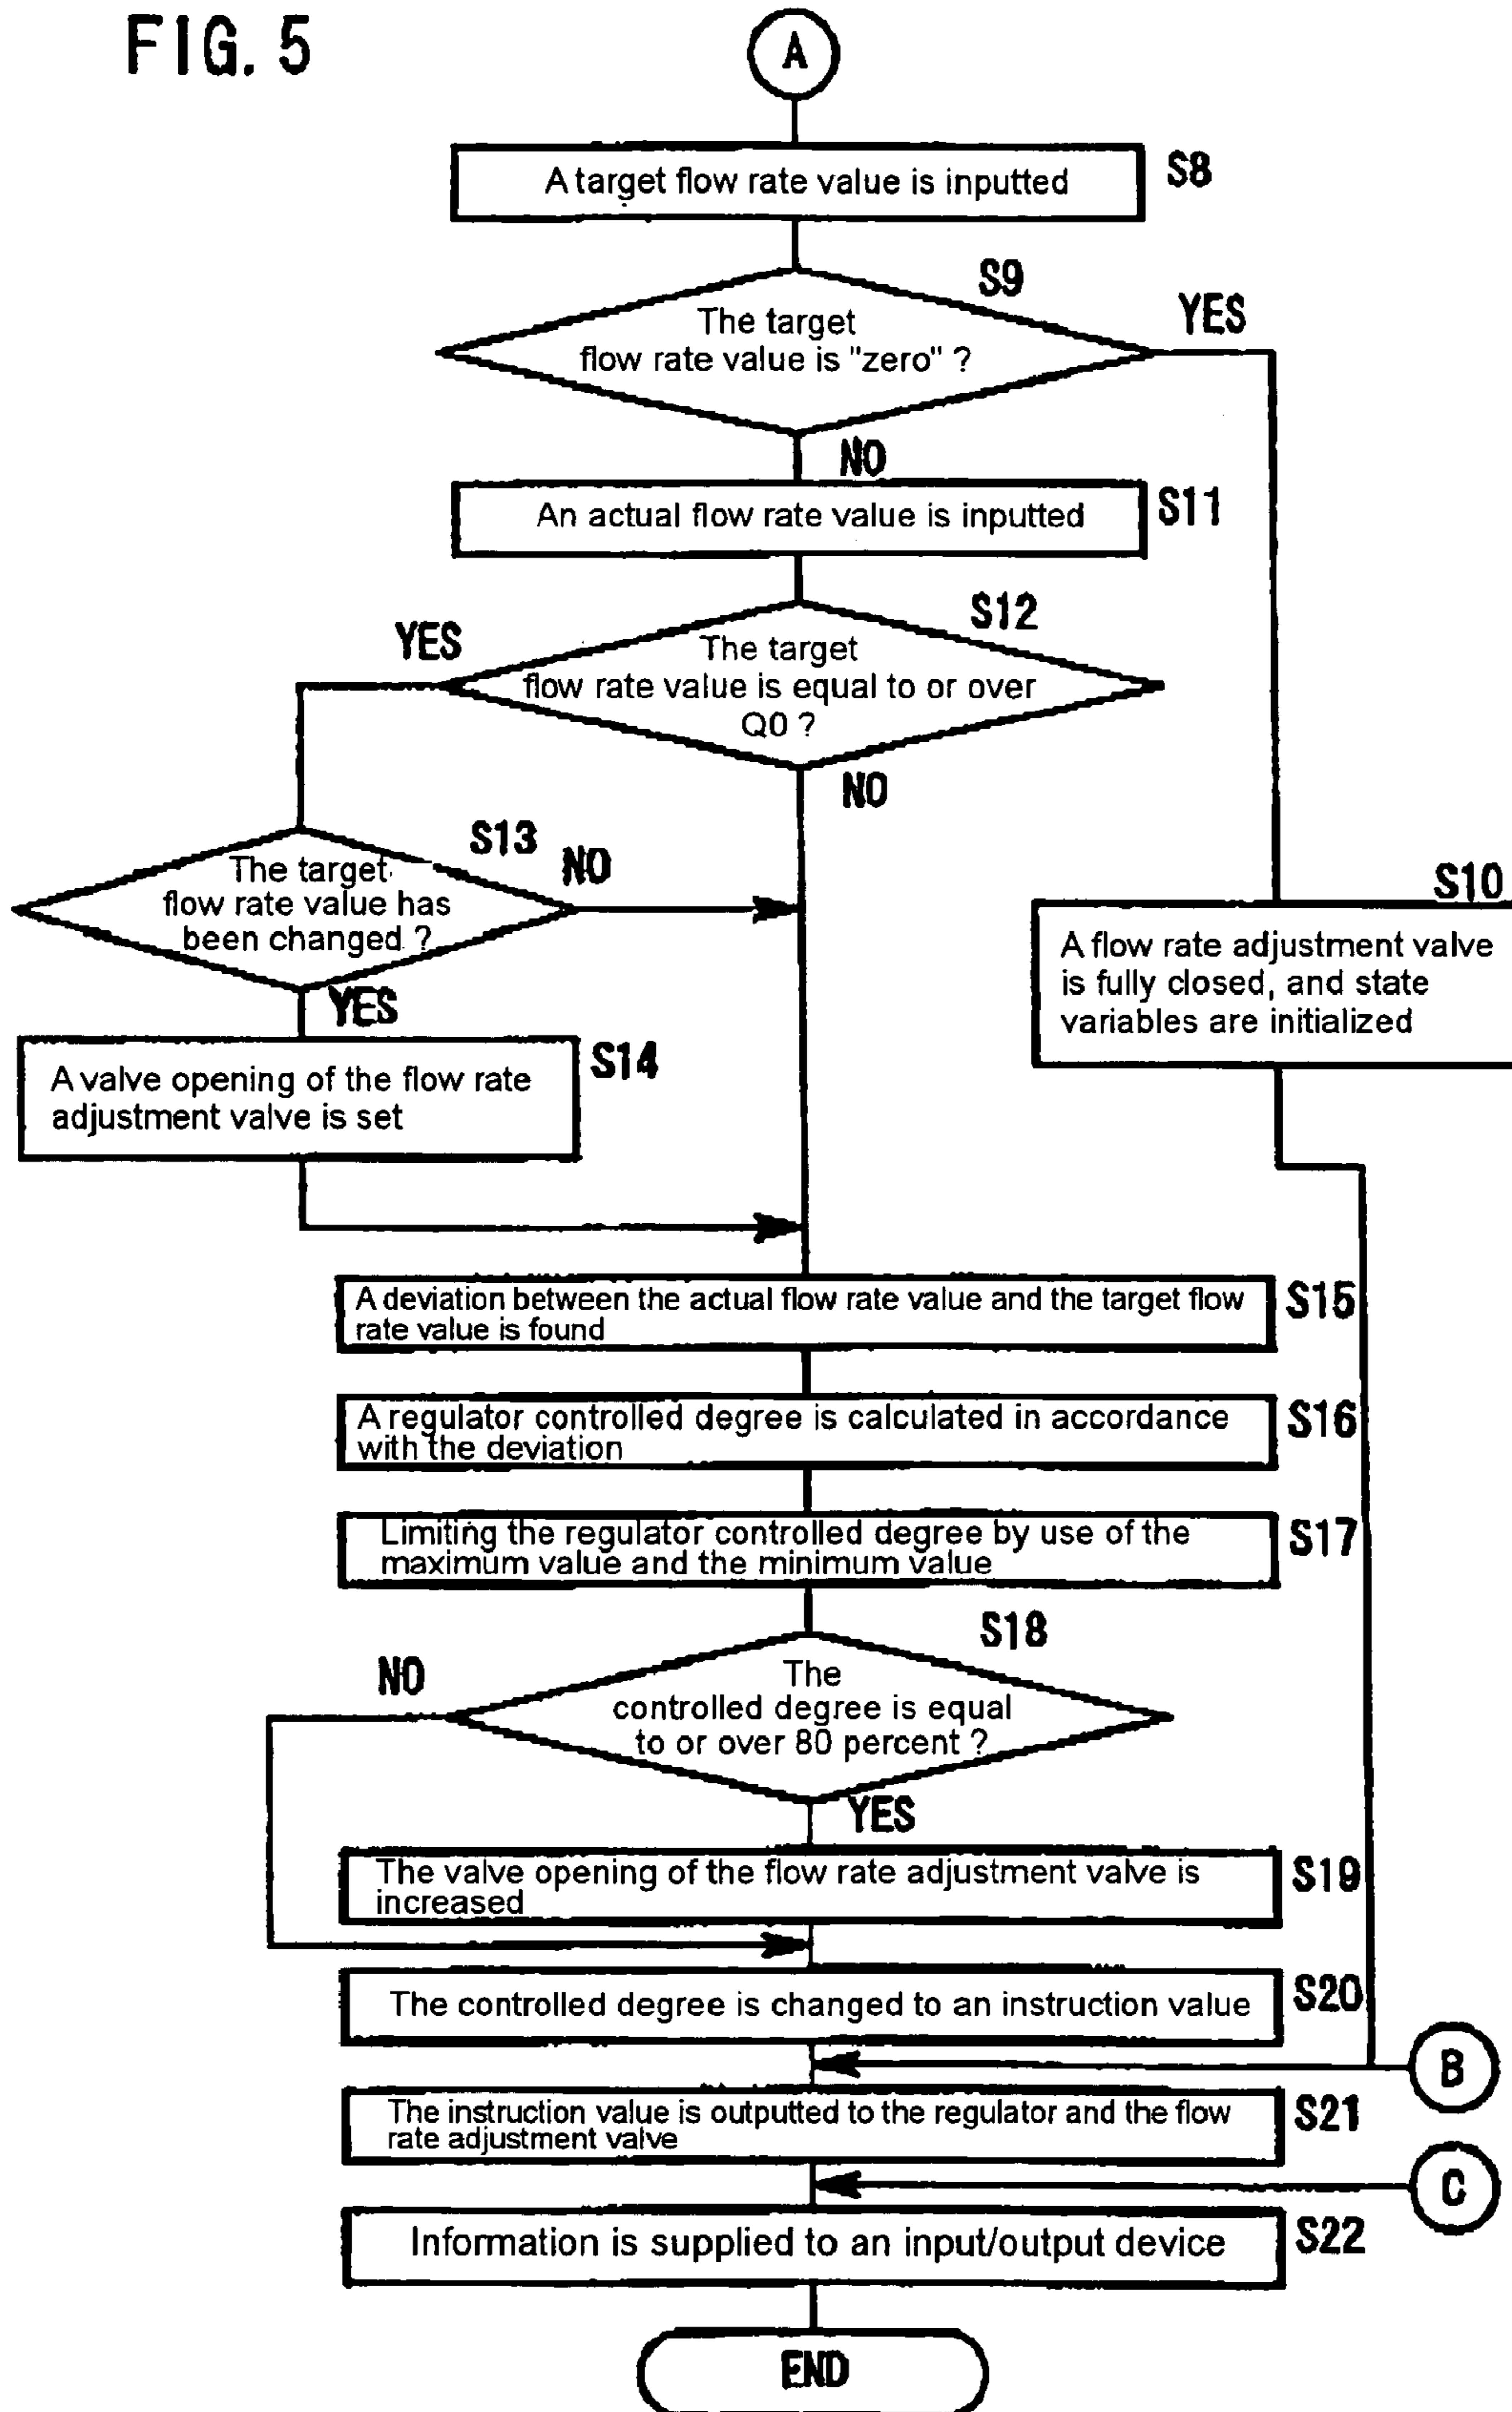 FIG. 5
A
A target flow rate value is inputted
S8
S9
The target
flow rate value is "zero" ?
YES
NO
An actual flow rate value is inputted
S11
S12
YES
The target
flow rate value is equal to or over
Q0 ?
NO
S13
The target
flow rate value has
been changed ?
NO
YES
S10
A flow rate adjustment valve
is fully closed, and state
variables are initialized
S14
A valve opening of the flow rate
adjustment valve is set
A deviation between the actual flow rate value and the target flow
rate value is found
S15
A regulator controlled degree is calculated in accordance
with the deviation
S16
Limiting the regulator controlled degree by use of the
maximum value and the minimum value
S17
S18
NO
The
controlled degree is equal
to or over 80 percent ?
YES
The valve opening of the flow rate adjustment valve is
increased
S19
The controlled degree is changed to an instruction value
S20
B
The instruction value is outputted to the regulator and the flow
rate adjustment valve
S21
C
Information is supplied to an input/output device
S22
END